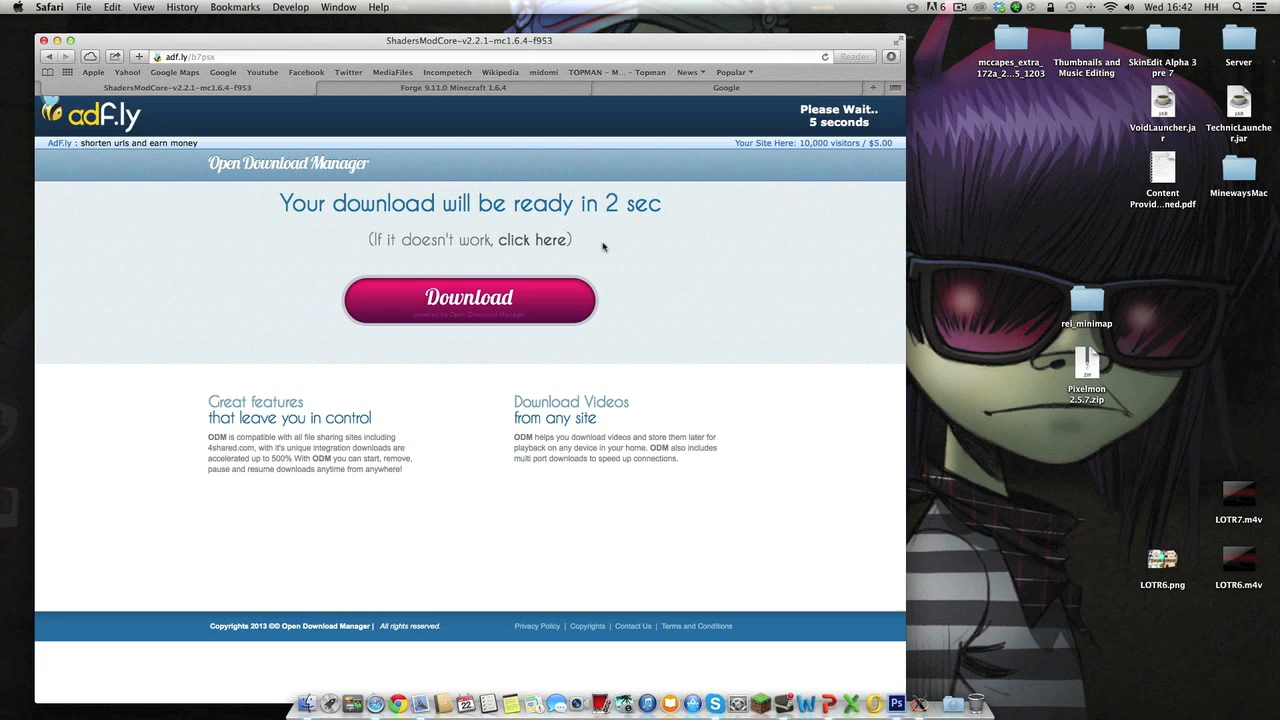 Safari File Edit View History Bookmarks Develop Window Help
6
Wed 16:42 HH
ShadersModCore-v2.2.1-mc1.6.4-f953
adf.ly/b7psx
Reader
Apple Yahoo! Google Maps Google Youtube Facebook Twitter MediaFiles Incompetech Wikipedia midomi TOPMAN – M... – Topman News Popular
ShadersModCore-v2.2.1-mc1.6.4-f953
Forge 9.11.0 Minecraft 1.6.4
Google
adf.ly
Please Wait..
5 seconds
AdF.ly : shorten urls and earn money
Your Site Here: 10,000 visitors / $5.00
Open Download Manager
Your download will be ready in 2 sec
(If it doesn't work, click here)
Download
powered by Open Download Manager
Great features
that leave you in control
ODM is compatible with all file sharing sites including
4shared.com, with it's unique integration downloads are
accelerated up to 500% With ODM you can start, remove,
pause and resume downloads anytime from anywhere!
Download Videos
from any site
ODM helps you download videos and store them later for
playback on any device in your home. ODM also includes
multi port downloads to speed up connections.
Copyrights 2013 ©© Open Download Manager | All rights reserved.
Privacy Policy | Copyrights | Contact Us | Terms and Conditions
mccapes_extra_
172a_2...5_1203
Thumbnails and
Music Editing
SkinEdit Alpha 3
pre 7
Server
JAR
VoidLauncher.ja
r
JAR
TechnicLaunche
r.jar
Content
Provid...ned.pdf
MinewaysMac
rei_minimap
ZIP
Pixelmon
2.5.7.zip
LOTR7.m4v
LOTR6.png
LOTR6.m4v
22
Ps